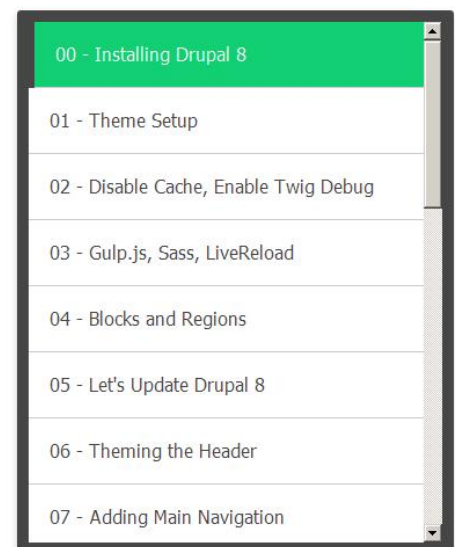 00 - Installing Drupal 8
01 - Theme Setup
02 - Disable Cache, Enable Twig Debug
03 - Gulp.js, Sass, LiveReload
04 - Blocks and Regions
05 - Let's Update Drupal 8
06 - Theming the Header
07 - Adding Main Navigation